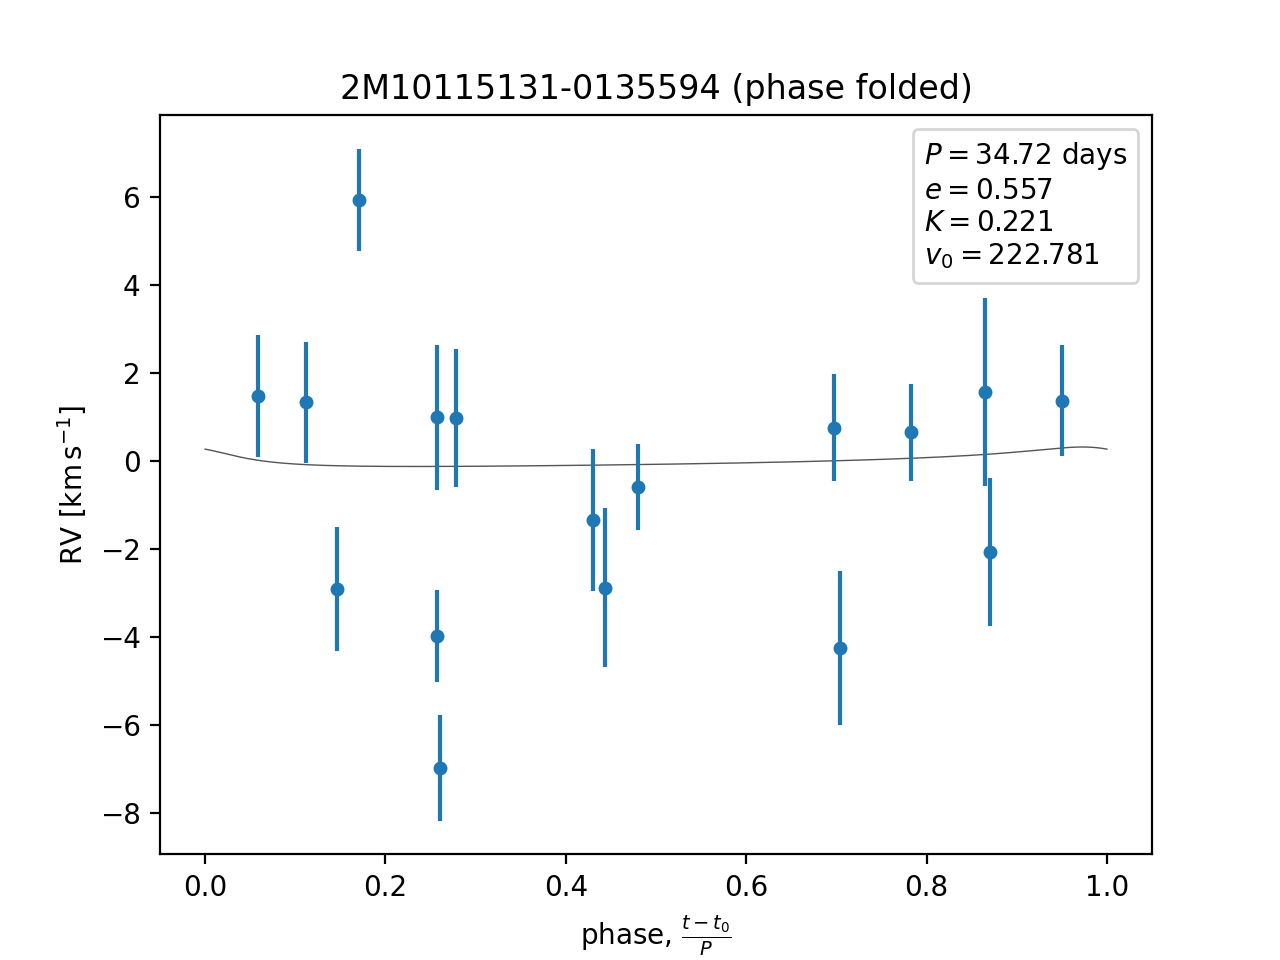 2M10115131-0135594 (phase folded)
P = 34.72 days
e = 0.557
K = 0.221
v₀ = 222.781
6
4
2
0
−2
−4
−6
−8
RV [km s⁻¹]
0.0 0.2 0.4 0.6 0.8 1.0
phase, (t − t₀)/P